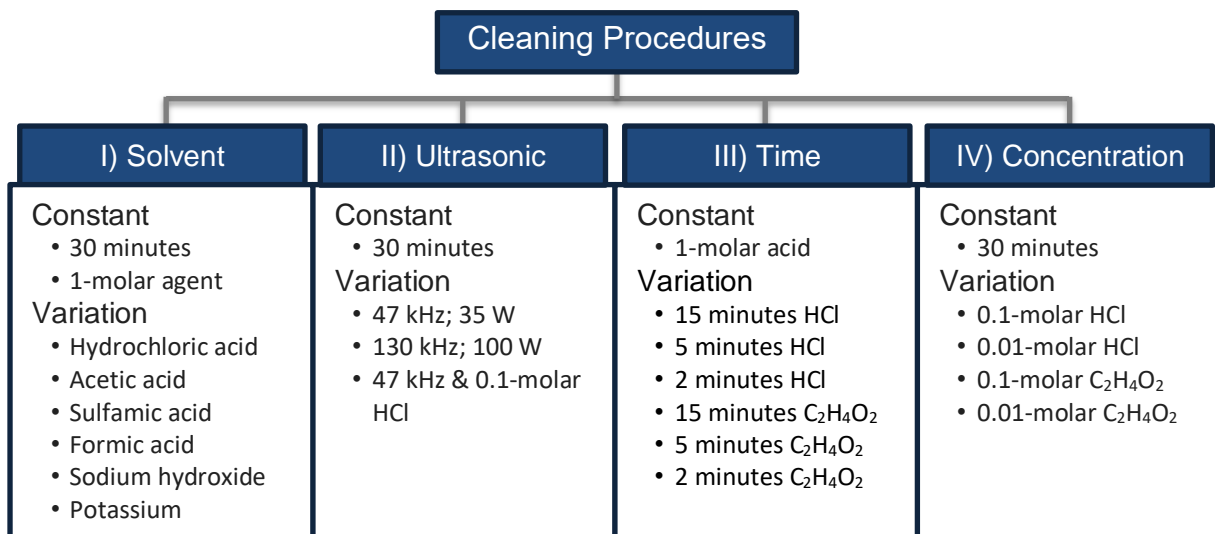 Cleaning Procedures
I) Solvent
Constant
• 30 minutes
• 1-molar agent
Variation
• Hydrochloric acid
• Acetic acid
• Sulfamic acid
• Formic acid
• Sodium hydroxide
• Potassium
II) Ultrasonic
Constant
• 30 minutes
Variation
• 47 kHz; 35 W
• 130 kHz; 100 W
• 47 kHz & 0.1-molar
HCl
III) Time
Constant
• 1-molar acid
Variation
• 15 minutes HCl
• 5 minutes HCl
• 2 minutes HCl
• 15 minutes C₂H₄O₂
• 5 minutes C₂H₄O₂
• 2 minutes C₂H₄O₂
IV) Concentration
Constant
• 30 minutes
Variation
• 0.1-molar HCl
• 0.01-molar HCl
• 0.1-molar C₂H₄O₂
• 0.01-molar C₂H₄O₂